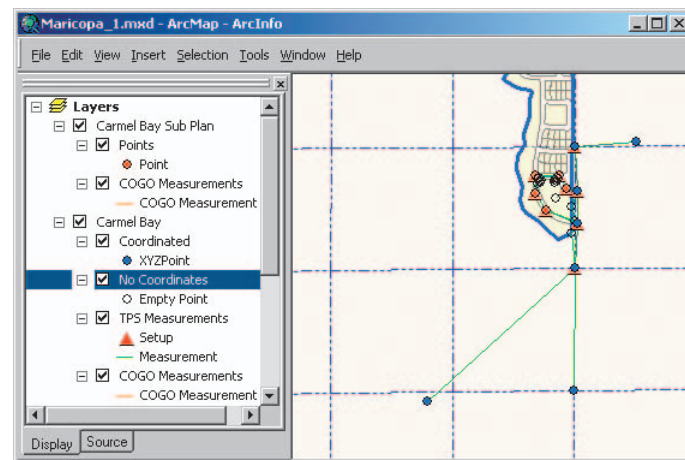 Maricopa_1.mxd - ArcMap - ArcInfo
File Edit View Insert Selection Tools Window Help
Layers
Carmel Bay Sub Plan
Points
Point
COGO Measurements
COGO Measurement
Carmel Bay
Coordinated
XYZPoint
No Coordinates
Empty Point
TPS Measurements
Setup
Measurement
COGO Measurements
COGO Measurement
Display Source